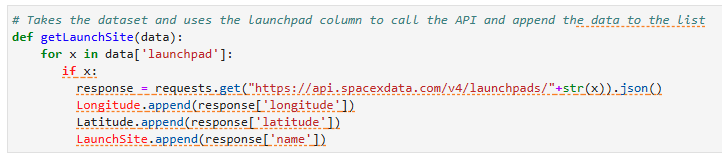 # Takes the dataset and uses the launchpad column to call the API and append the data to the list
def getLaunchSite(data):
    for x in data['launchpad']:
       if x:
         response = requests.get("https://api.spacexdata.com/v4/launchpads/"+str(x)).json()
         Longitude.append(response['longitude'])
         Latitude.append(response['latitude'])
         LaunchSite.append(response['name'])